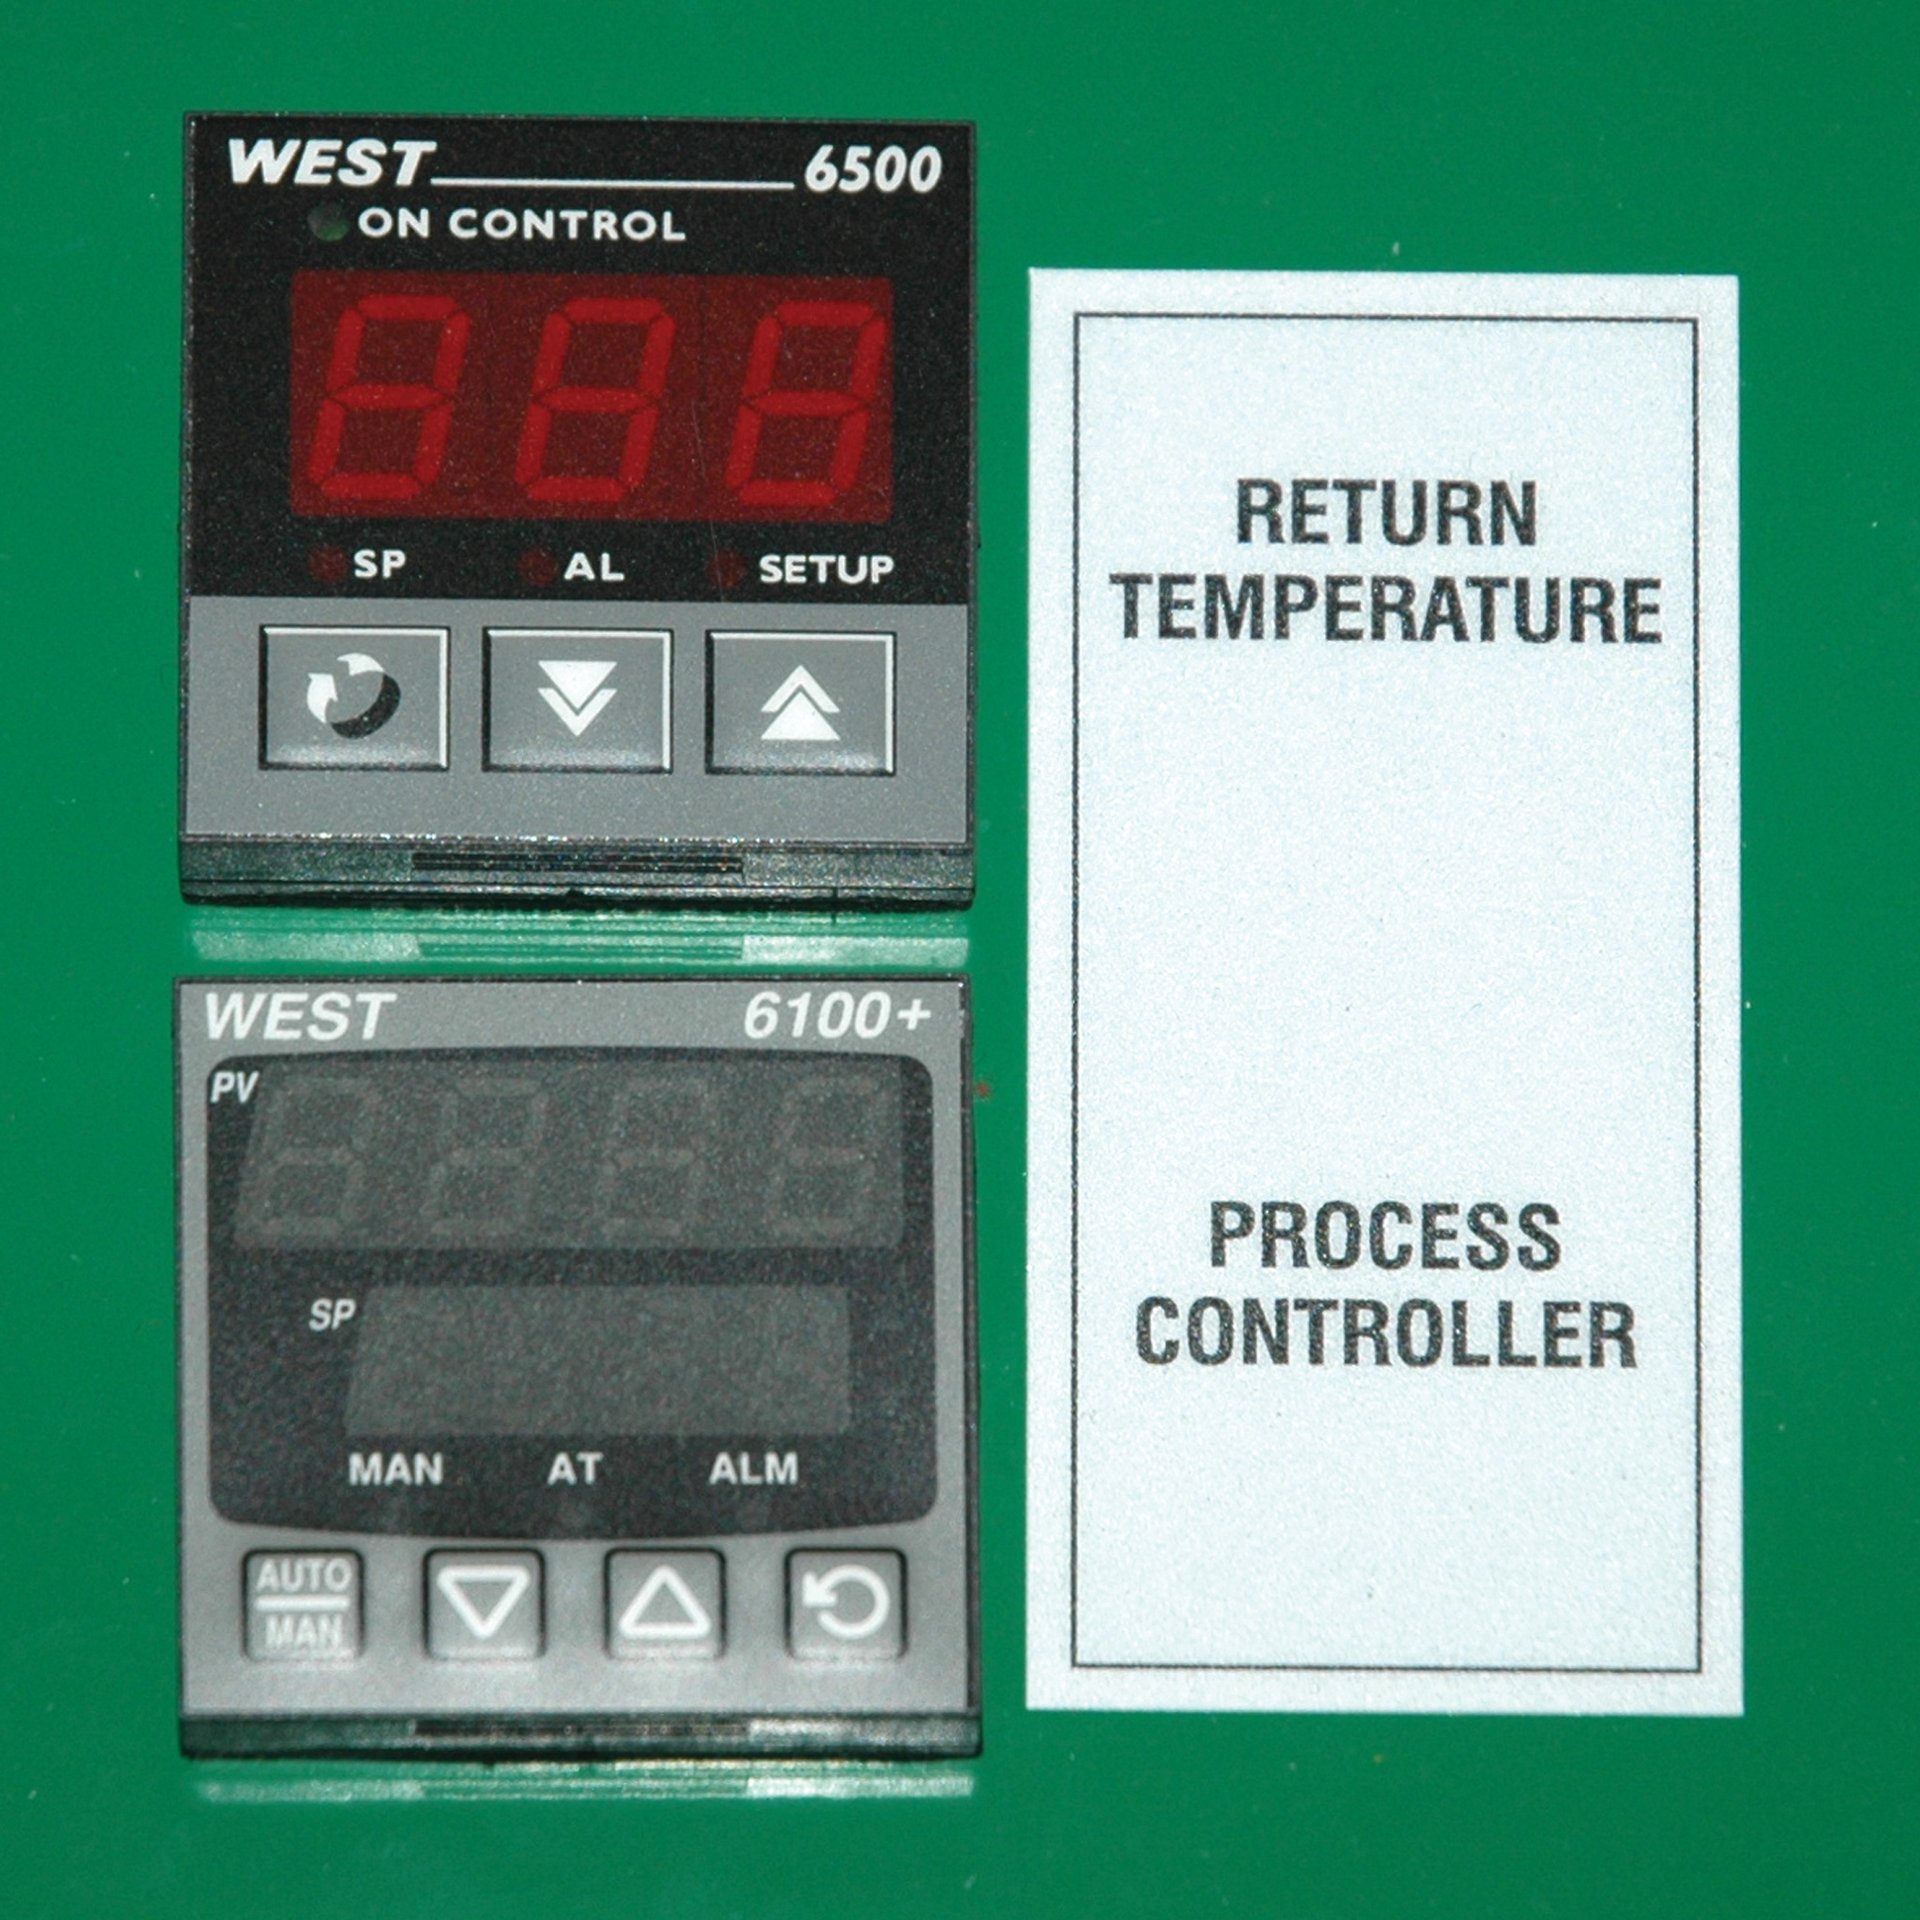 WEST 6500
ON CONTROL
SP AL SETUP
WEST 6100+
PV
SP
MAN AT ALM
AUTO
MAN
RETURN
TEMPERATURE
PROCESS
CONTROLLER